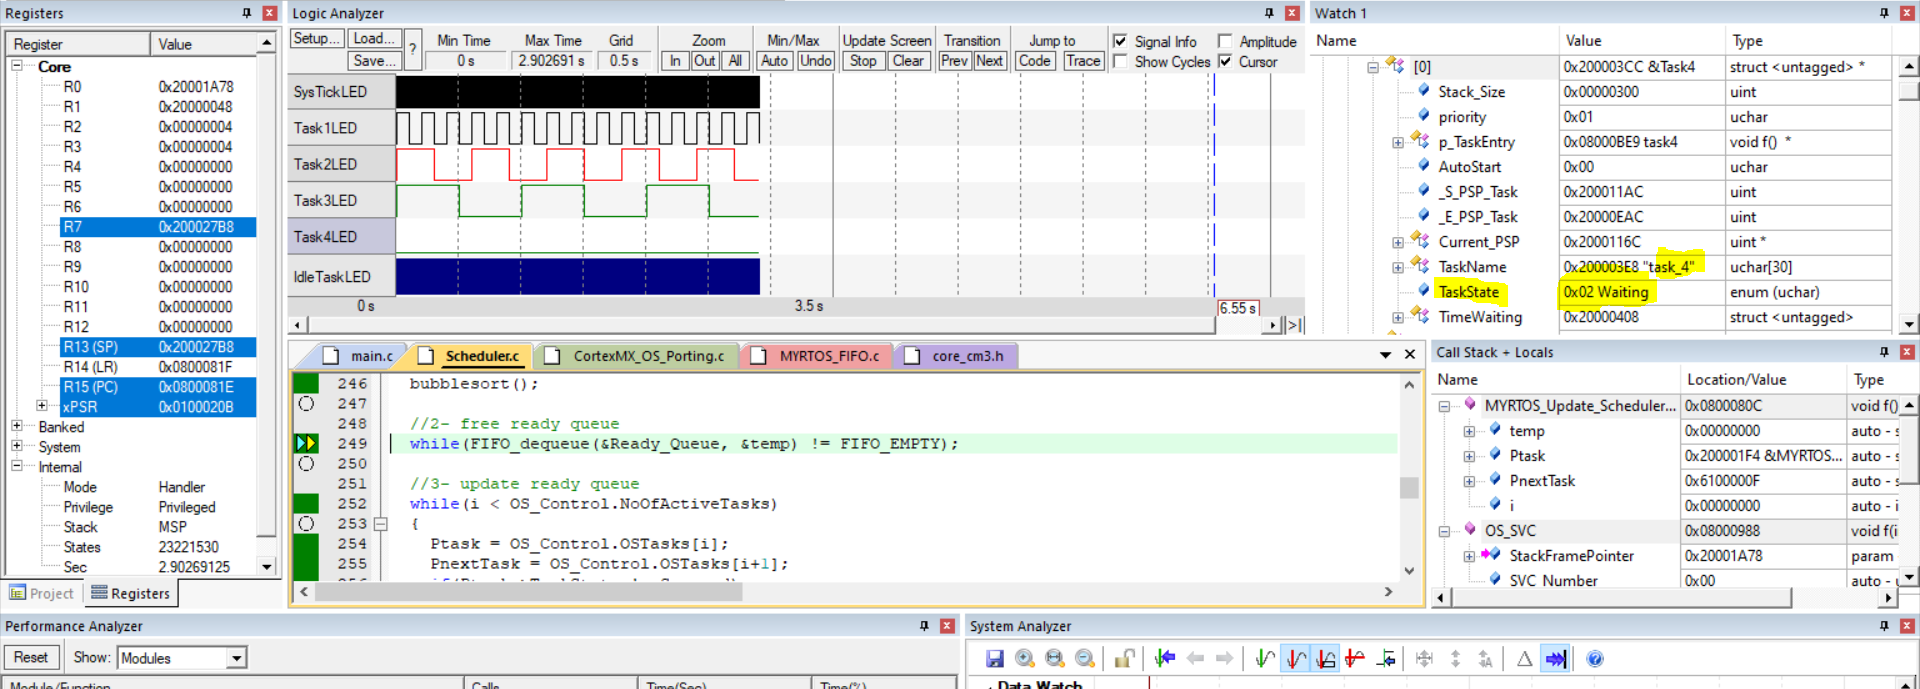 Registers
Register Value
Core
R0 0x20001A78
R1 0x20000048
R2 0x00000004
R3 0x00000004
R4 0x00000000
R5 0x00000000
R6 0x00000000
R7 0x200027B8
R8 0x00000000
R9 0x00000000
R10 0x00000000
R11 0x00000000
R12 0x00000000
R13 (SP) 0x200027B8
R14 (LR) 0x0800081F
R15 (PC) 0x0800081E
xPSR 0x0100020B
Banked
System
Internal
Mode Handler
Privilege Privileged
Stack MSP
States 23221530
Sec 2.90269125
Project Registers
Logic Analyzer
Setup... Load... ? Min Time Max Time Grid Zoom Min/Max Update Screen Transition Jump to Signal Info Amplitude
Save... 0 s 2.902691 s 0.5 s In Out All Auto Undo Stop Clear Prev Next Code Trace Show Cycles Cursor
SysTickLED
Task1LED
Task2LED
Task3LED
Task4LED
IdleTaskLED
0 s 3.5 s 6.55 s
main.c Scheduler.c CortexMX_OS_Porting.c MYRTOS_FIFO.c core_cm3.h
246 bubblesort();
247
248 //2- free ready queue
249 while(FIFO_dequeue(&Ready_Queue, &temp) != FIFO_EMPTY);
250
251 //3- update ready queue
252 while(i < OS_Control.NoOfActiveTasks)
253 {
254 Ptask = OS_Control.OSTasks[i];
255 PnextTask = OS_Control.OSTasks[i+1];
Watch 1
Name Value Type
[0] 0x200003CC &Task4 struct <untagged> *
Stack_Size 0x00000300 uint
priority 0x01 uchar
p_TaskEntry 0x08000BE9 task4 void f() *
AutoStart 0x00 uchar
_S_PSP_Task 0x200011AC uint
_E_PSP_Task 0x20000EAC uint
Current_PSP 0x2000116C uint *
TaskName 0x200003E8 "task_4" uchar[30]
TaskState 0x02 Waiting enum (uchar)
TimeWaiting 0x20000408 struct <untagged>
Call Stack + Locals
Name Location/Value Type
MYRTOS_Update_Scheduler... 0x0800080C void f()
temp 0x00000000 auto - s
Ptask 0x200001F4 &MYRTOS... auto - s
PnextTask 0x6100000F auto - s
i 0x00000000 auto - i
OS_SVC 0x08000988 void f(i
StackFramePointer 0x20001A78 param
SVC_Number 0x00 auto - u
Performance Analyzer
Reset Show: Modules
Module/Function Calls Time(Sec) Time(%)
System Analyzer
Data Watch